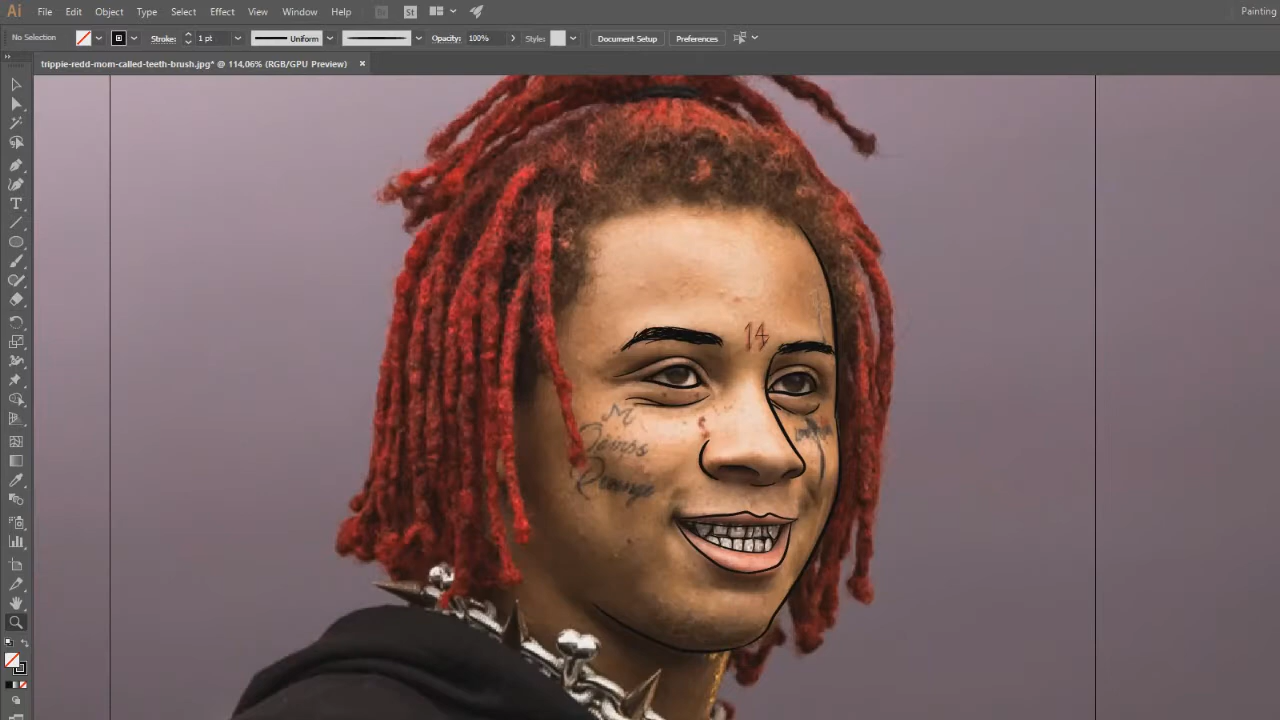 Ai File Edit Object Type Select Effect View Window Help Br St Painting
No Selection Stroke: 1 pt Uniform Opacity: 100% Style: Document Setup Preferences
trippie-redd-mom-called-teeth-brush.jpg* @ 114,06% (RGB/GPU Preview) ×
T
14